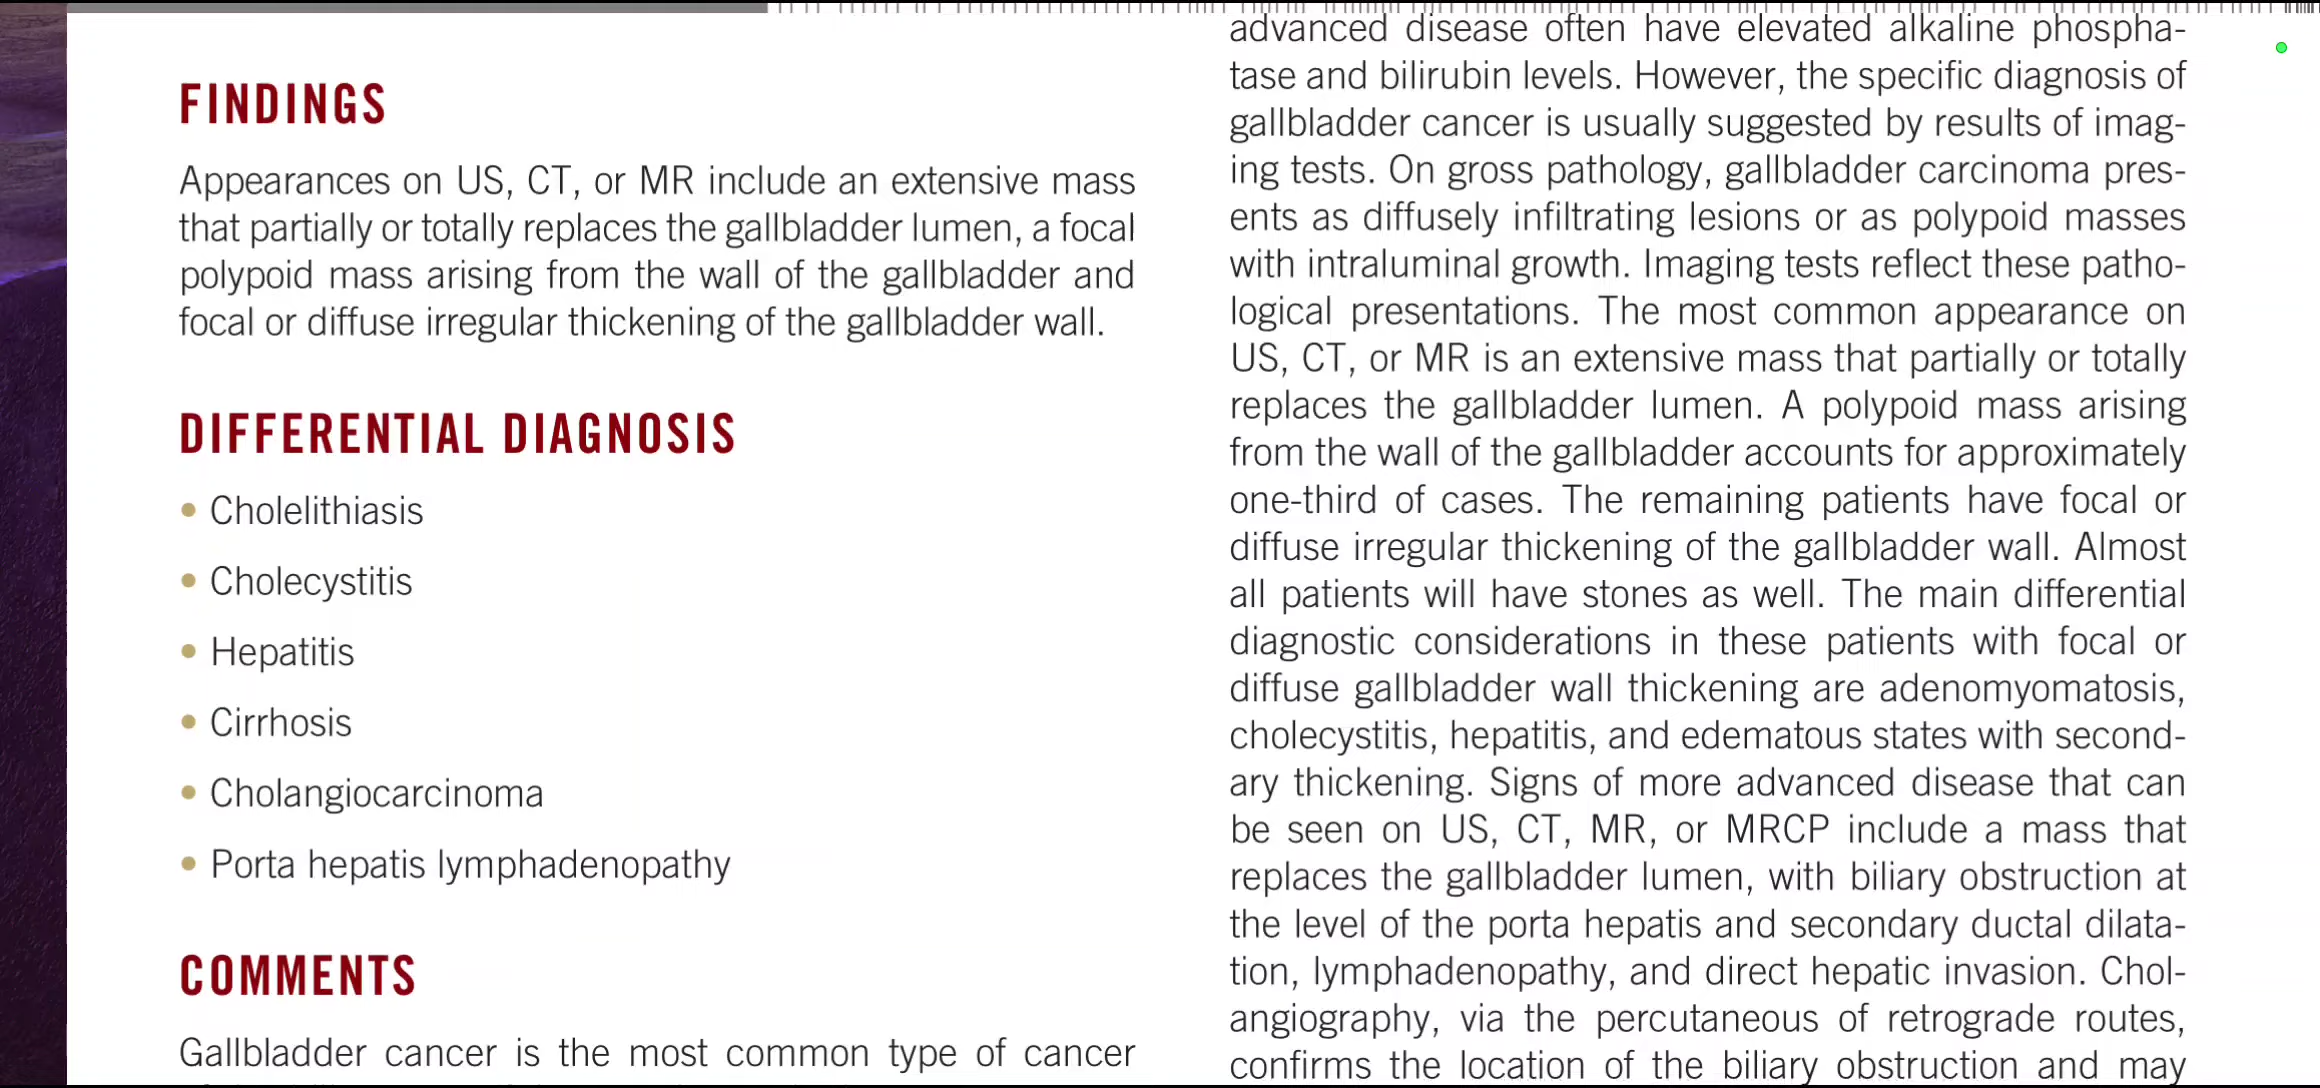 FINDINGS
Appearances on US, CT, or MR include an extensive mass
that partially or totally replaces the gallbladder lumen, a focal
polypoid mass arising from the wall of the gallbladder and
focal or diffuse irregular thickening of the gallbladder wall.
DIFFERENTIAL DIAGNOSIS
• Cholelithiasis
• Cholecystitis
• Hepatitis
• Cirrhosis
• Cholangiocarcinoma
• Porta hepatis lymphadenopathy
COMMENTS
Gallbladder cancer is the most common type of cancer
advanced disease often have elevated alkaline phospha-
tase and bilirubin levels. However, the specific diagnosis of
gallbladder cancer is usually suggested by results of imag-
ing tests. On gross pathology, gallbladder carcinoma pres-
ents as diffusely infiltrating lesions or as polypoid masses
with intraluminal growth. Imaging tests reflect these patho-
logical presentations. The most common appearance on
US, CT, or MR is an extensive mass that partially or totally
replaces the gallbladder lumen. A polypoid mass arising
from the wall of the gallbladder accounts for approximately
one-third of cases. The remaining patients have focal or
diffuse irregular thickening of the gallbladder wall. Almost
all patients will have stones as well. The main differential
diagnostic considerations in these patients with focal or
diffuse gallbladder wall thickening are adenomyomatosis,
cholecystitis, hepatitis, and edematous states with second-
ary thickening. Signs of more advanced disease that can
be seen on US, CT, MR, or MRCP include a mass that
replaces the gallbladder lumen, with biliary obstruction at
the level of the porta hepatis and secondary ductal dilata-
tion, lymphadenopathy, and direct hepatic invasion. Chol-
angiography, via the percutaneous of retrograde routes,
confirms the location of the biliary obstruction and may